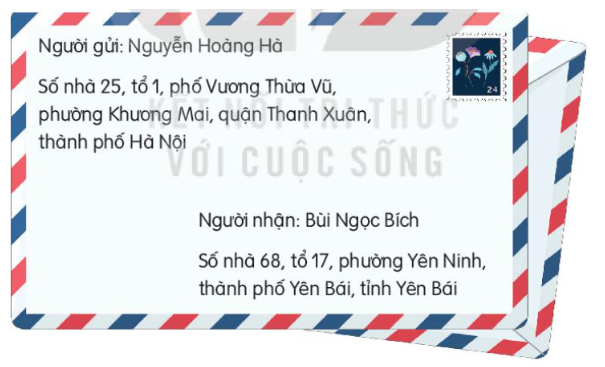 Người gửi: Nguyễn Hoàng Hà
24
Số nhà 25, tổ 1, phố Vương Thừa Vũ,
phường Khương Mai, quận Thanh Xuân,
thành phố Hà Nội
KẾT NỐI TRI THỨC
VỚI CUỘC SỐNG
Người nhận: Bùi Ngọc Bích
Số nhà 68, tổ 17, phường Yên Ninh,
thành phố Yên Bái, tỉnh Yên Bái